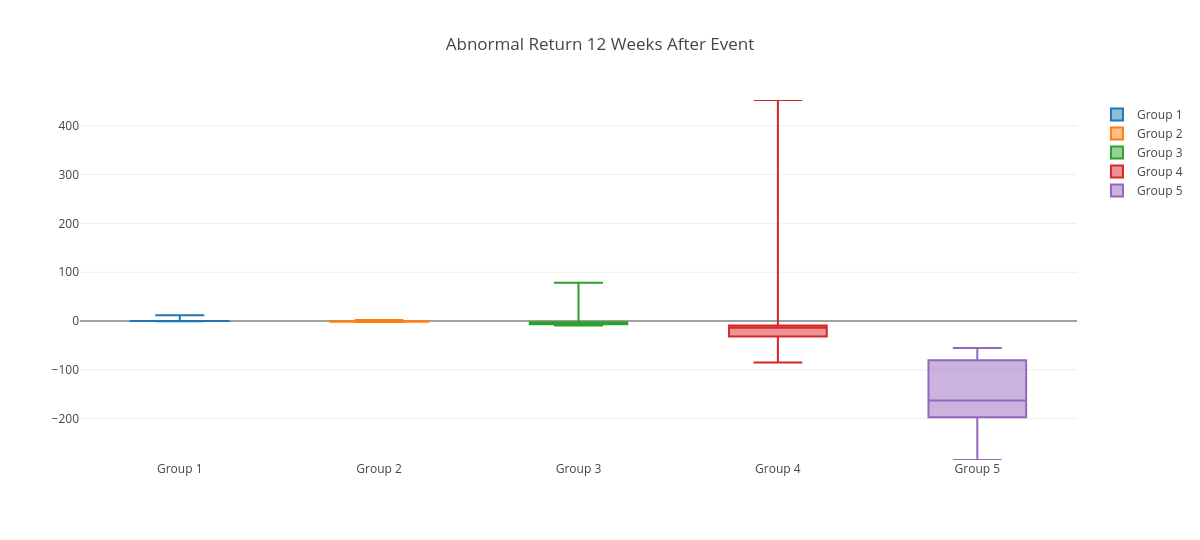 Abnormal Return 12 Weeks After Event
400
300
200
100
0
−100
−200
Group 1
Group 2
Group 3
Group 4
Group 5
Group 1
Group 2
Group 3
Group 4
Group 5